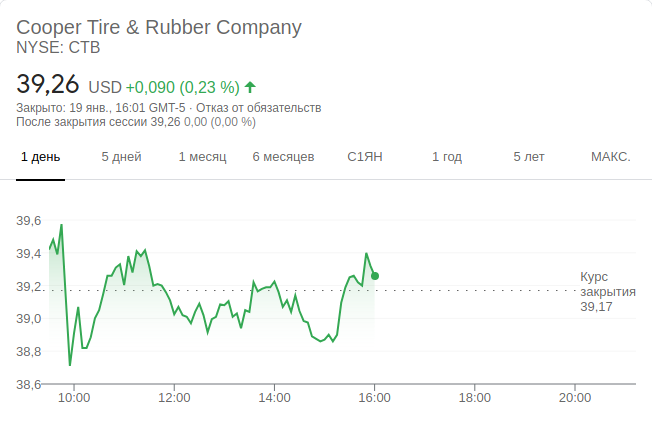 Cooper Tire & Rubber Company
NYSE: CTB
39,26 USD +0,090 (0,23 %)
Закрыто: 19 янв., 16:01 GMT-5 · Отказ от обязательств
После закрытия сессии 39,26 0,00 (0,00 %)
1 день 5 дней 1 месяц 6 месяцев С1ЯН 1 год 5 лет МАКС.
39,6
39,4
39,2
39,0
38,8
38,6
Курс
закрытия
39,17
10:00 12:00 14:00 16:00 18:00 20:00